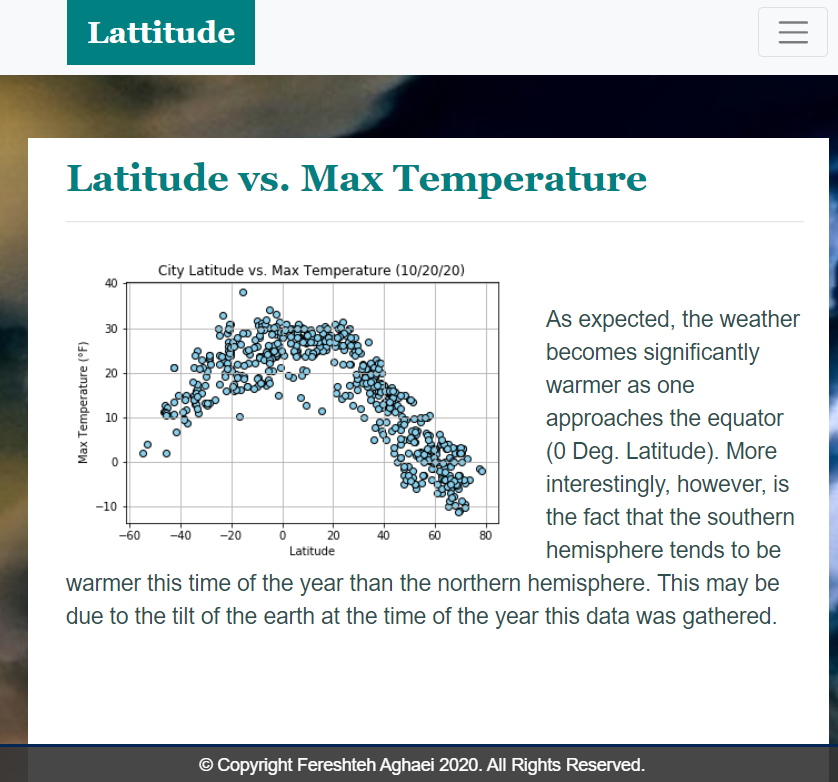 Lattitude
Latitude vs. Max Temperature
City Latitude vs. Max Temperature (10/20/20)
40
30
20
10
0
−10
Max Temperature (°F)
−60 −40 −20 0 20 40 60 80
Latitude
As expected, the weather
becomes significantly
warmer as one
approaches the equator
(0 Deg. Latitude). More
interestingly, however, is
the fact that the southern
hemisphere tends to be
warmer this time of the year than the northern hemisphere. This may be
due to the tilt of the earth at the time of the year this data was gathered.
© Copyright Fereshteh Aghaei 2020. All Rights Reserved.